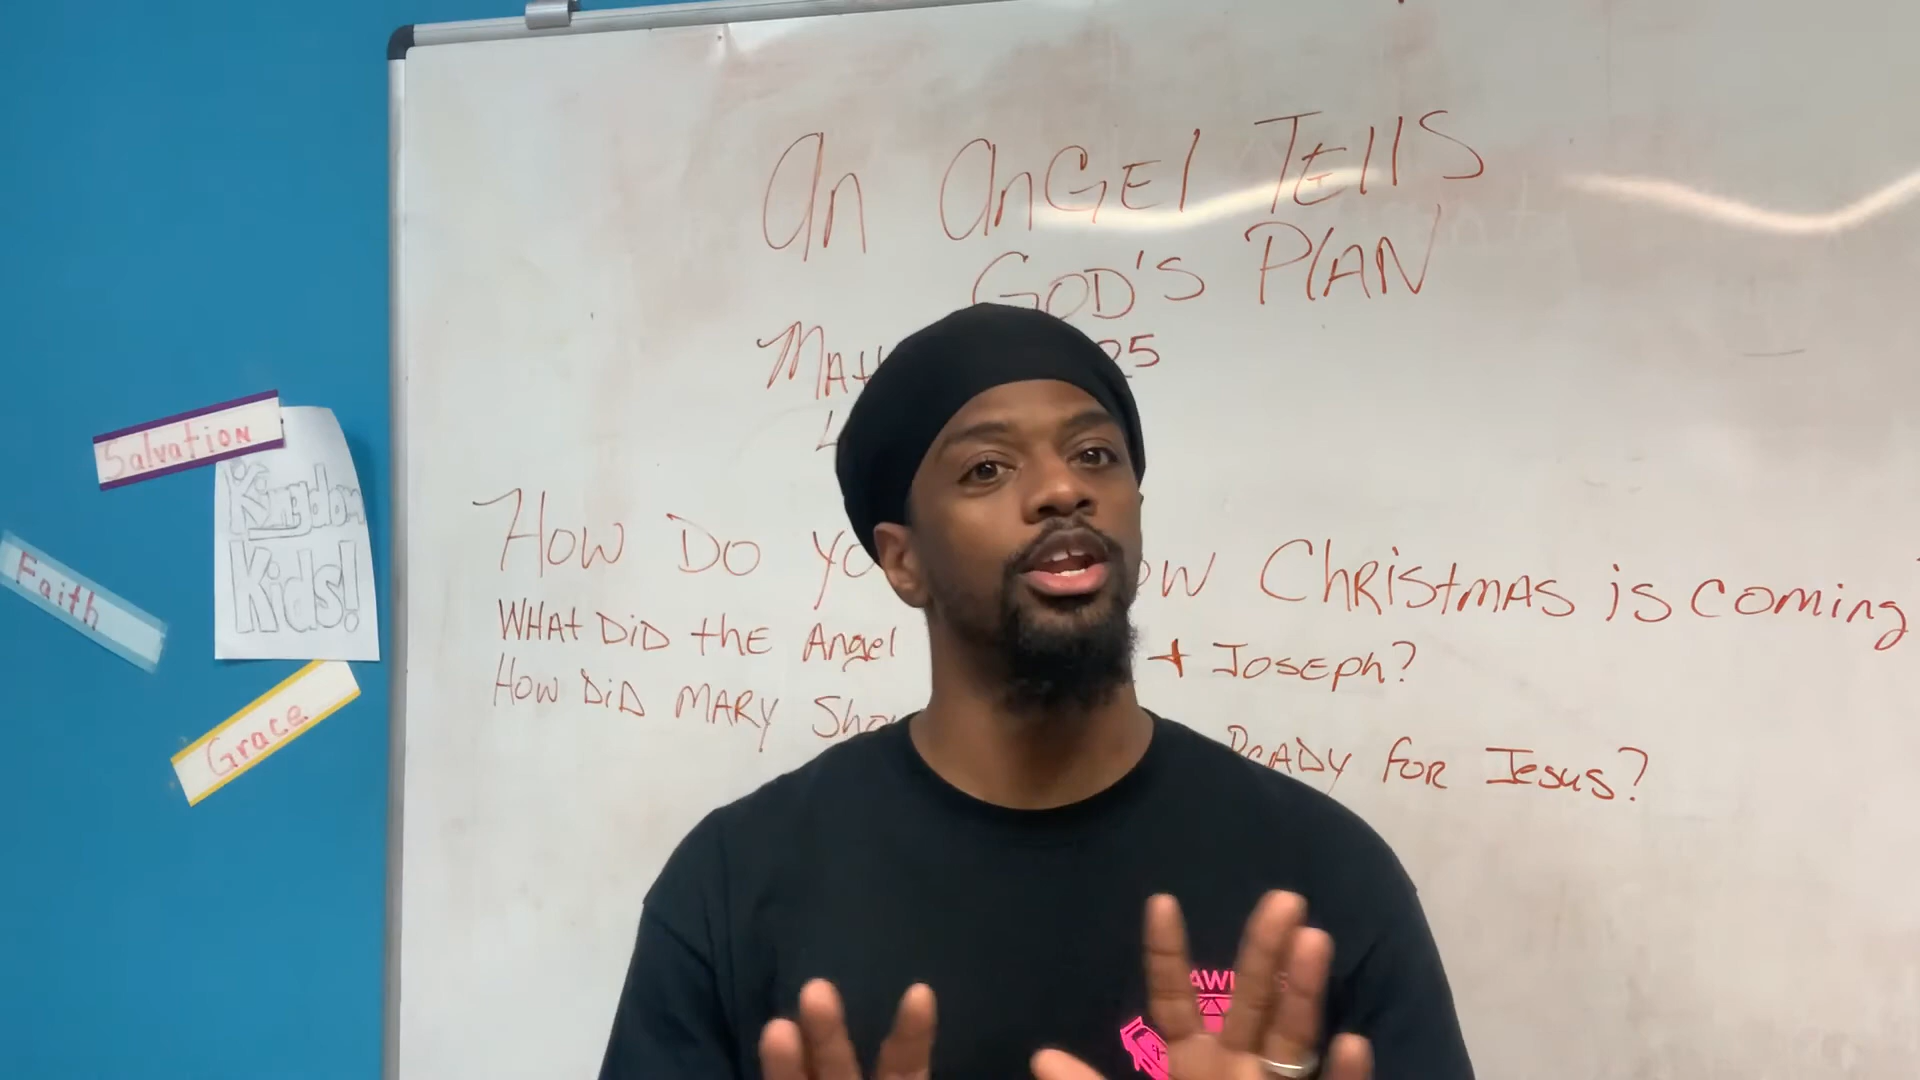 An AnGEl TEllS
GOD'S PlAN
25
HOW DO YO OW ChRistmAS is coming
WHAt DiD thE Angel + JOSEPh?
HOW DiD MARY Sho READY FOR Jesus?
Salvation
Kingdom
Kids!
Faith
Grace